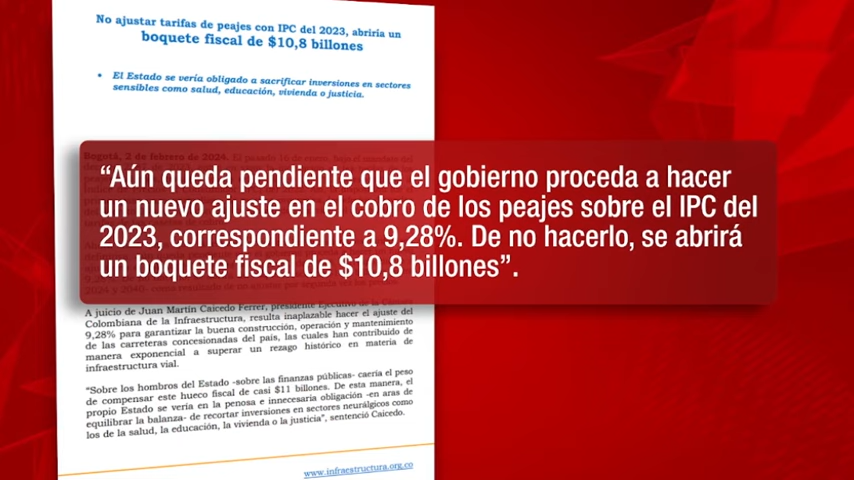 No ajustar tarifas de peajes con IPC del 2023, abriría un
boquete fiscal de $10,8 billones
• El Estado se vería obligado a sacrificar inversiones en sectores
sensibles como salud, educación, vivienda o justicia.
Bogotá, 2 de febrero de 2024.
“Aún queda pendiente que el gobierno proceda a hacer
un nuevo ajuste en el cobro de los peajes sobre el IPC del
2023, correspondiente a 9,28%. De no hacerlo, se abrirá
un boquete fiscal de $10,8 billones”.
A juicio de Juan Martín Caicedo Ferrer, presidente Ejecutivo de la Cámara
Colombiana de la Infraestructura, resulta inaplazable hacer el ajuste del
9,28% para garantizar la buena construcción, operación y mantenimiento
de las carreteras concesionadas del país, las cuales han contribuido de
manera exponencial a superar un rezago histórico en materia de
infraestructura vial.
“Sobre los hombros del Estado -sobre las finanzas públicas- caería el peso
de compensar este hueco fiscal de casi $11 billones. De esta manera, el
propio Estado se vería en la penosa e innecesaria obligación -en aras de
equilibrar la balanza- de recortar inversiones en sectores neurálgicos como
los de la salud, la educación, la vivienda o la justicia”, sentenció Caicedo.
www.infraestructura.org.co